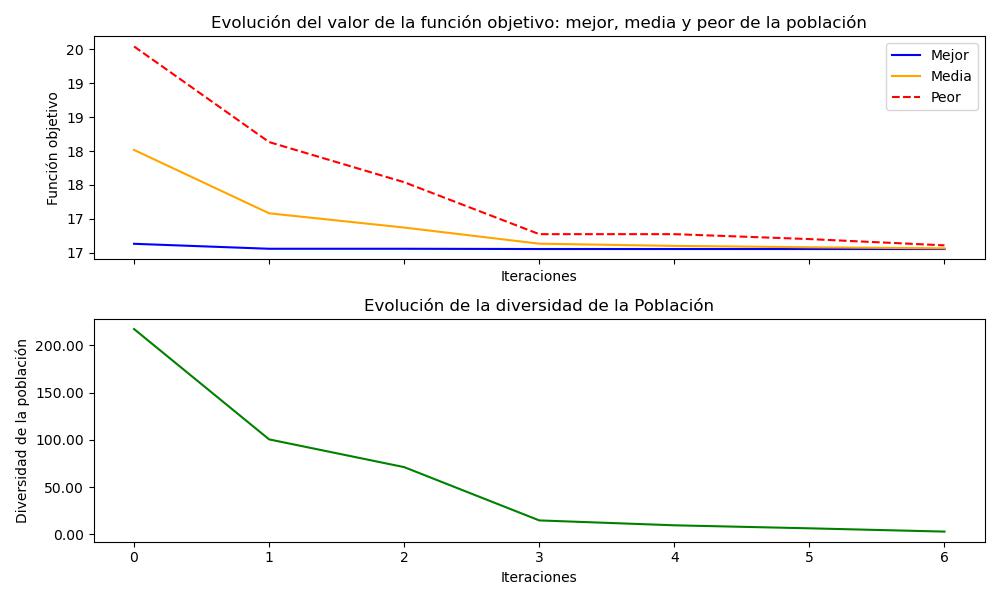 Evolución del valor de la función objetivo: mejor, media y peor de la población
Función objetivo
20
19
19
18
18
17
17
Mejor
Media
Peor
Iteraciones
Evolución de la diversidad de la Población
Diversidad de la población
200.00
150.00
100.00
50.00
0.00
0 1 2 3 4 5 6
Iteraciones